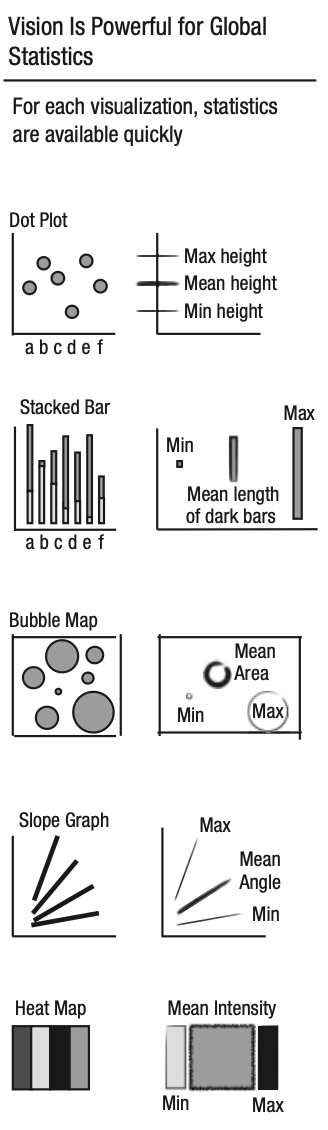 Vision Is Powerful for Global
Statistics
For each visualization, statistics
are available quickly
Dot Plot
Max height
Mean height
Min height
a b c d e f
Stacked Bar
Max
Min
Mean length
of dark bars
a b c d e f
Bubble Map
Mean
Area
Min
Max
Slope Graph
Max
Mean
Angle
Min
Heat Map
Mean Intensity
Min
Max